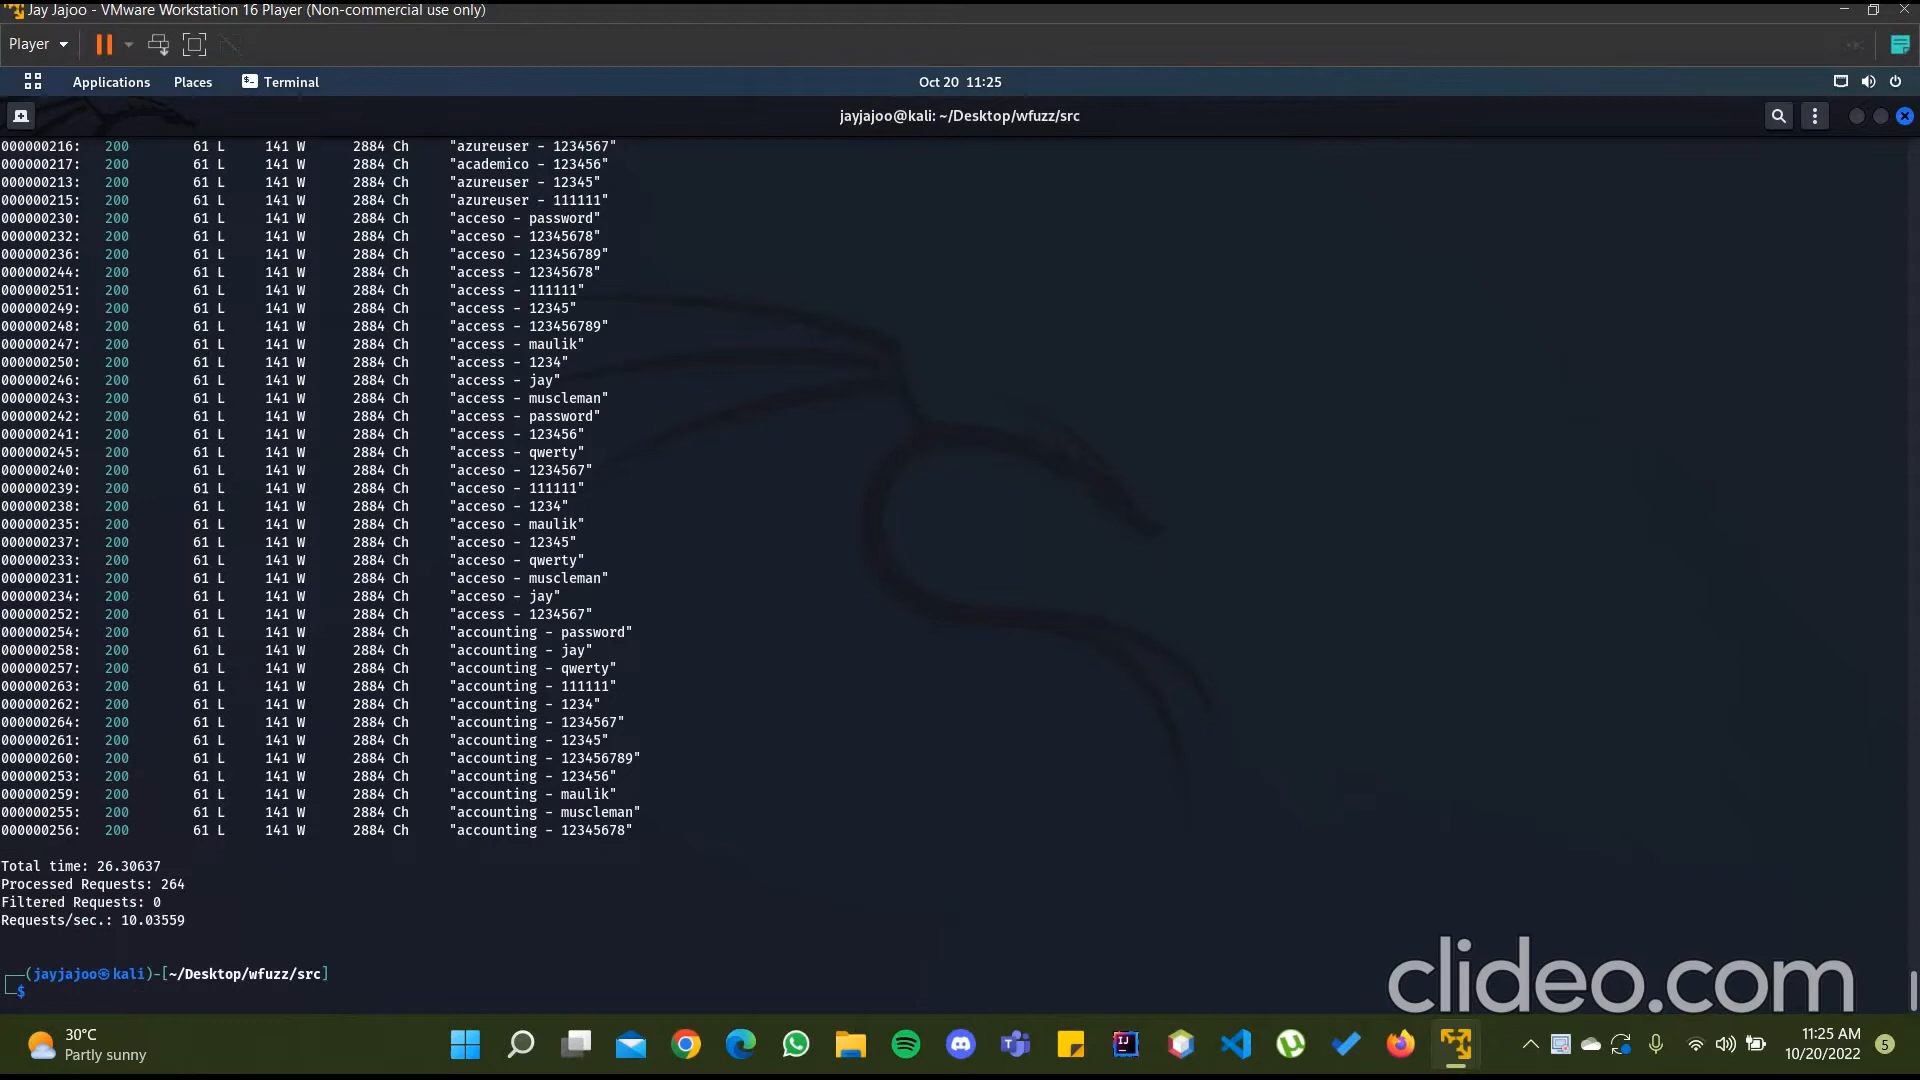 Jay Jajoo - VMware Workstation 16 Player (Non-commercial use only)
Player
Applications Places Terminal Oct 20 11:25
jayjajoo@kali: ~/Desktop/wfuzz/src
000000216: 200 61 L 141 W 2884 Ch "azureuser - 1234567"
000000217: 200 61 L 141 W 2884 Ch "academico - 123456"
000000213: 200 61 L 141 W 2884 Ch "azureuser - 12345"
000000215: 200 61 L 141 W 2884 Ch "azureuser - 111111"
000000230: 200 61 L 141 W 2884 Ch "acceso - password"
000000232: 200 61 L 141 W 2884 Ch "acceso - 12345678"
000000236: 200 61 L 141 W 2884 Ch "acceso - 123456789"
000000244: 200 61 L 141 W 2884 Ch "access - 12345678"
000000251: 200 61 L 141 W 2884 Ch "access - 111111"
000000249: 200 61 L 141 W 2884 Ch "access - 12345"
000000248: 200 61 L 141 W 2884 Ch "access - 123456789"
000000247: 200 61 L 141 W 2884 Ch "access - maulik"
000000250: 200 61 L 141 W 2884 Ch "access - 1234"
000000246: 200 61 L 141 W 2884 Ch "access - jay"
000000243: 200 61 L 141 W 2884 Ch "access - muscleman"
000000242: 200 61 L 141 W 2884 Ch "access - password"
000000241: 200 61 L 141 W 2884 Ch "access - 123456"
000000245: 200 61 L 141 W 2884 Ch "access - qwerty"
000000240: 200 61 L 141 W 2884 Ch "acceso - 1234567"
000000239: 200 61 L 141 W 2884 Ch "acceso - 111111"
000000238: 200 61 L 141 W 2884 Ch "acceso - 1234"
000000235: 200 61 L 141 W 2884 Ch "acceso - maulik"
000000237: 200 61 L 141 W 2884 Ch "acceso - 12345"
000000233: 200 61 L 141 W 2884 Ch "acceso - qwerty"
000000231: 200 61 L 141 W 2884 Ch "acceso - muscleman"
000000234: 200 61 L 141 W 2884 Ch "acceso - jay"
000000252: 200 61 L 141 W 2884 Ch "access - 1234567"
000000254: 200 61 L 141 W 2884 Ch "accounting - password"
000000258: 200 61 L 141 W 2884 Ch "accounting - jay"
000000257: 200 61 L 141 W 2884 Ch "accounting - qwerty"
000000263: 200 61 L 141 W 2884 Ch "accounting - 111111"
000000262: 200 61 L 141 W 2884 Ch "accounting - 1234"
000000264: 200 61 L 141 W 2884 Ch "accounting - 1234567"
000000261: 200 61 L 141 W 2884 Ch "accounting - 12345"
000000260: 200 61 L 141 W 2884 Ch "accounting - 123456789"
000000253: 200 61 L 141 W 2884 Ch "accounting - 123456"
000000259: 200 61 L 141 W 2884 Ch "accounting - maulik"
000000255: 200 61 L 141 W 2884 Ch "accounting - muscleman"
000000256: 200 61 L 141 W 2884 Ch "accounting - 12345678"
Total time: 26.30637
Processed Requests: 264
Filtered Requests: 0
Requests/sec.: 10.03559
(jayjajoo㉿kali)-[~/Desktop/wfuzz/src]
$
clideo.com
30°C
Partly sunny
11:25 AM
10/20/2022
5